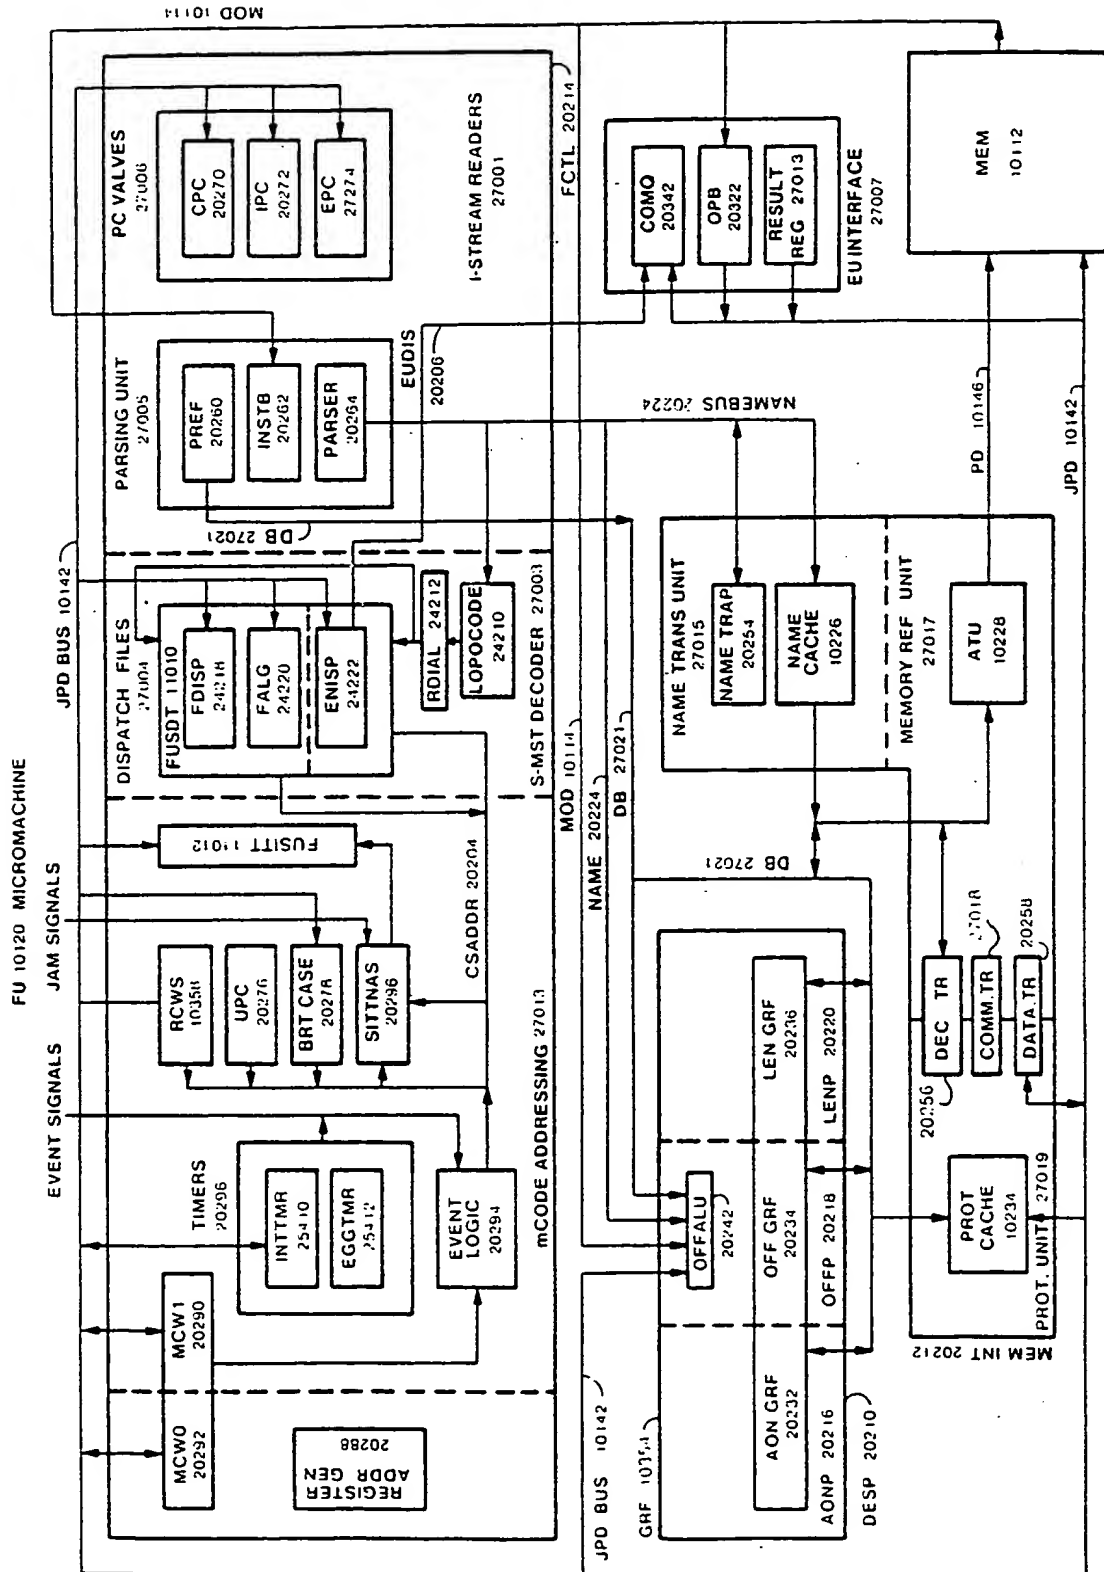 FU 10120 MICROMACHINE
EVENT SIGNALS
JAM SIGNALS
JPD BUS 10142
MOD 10114
MCW0
20292
MCW1
20290
REGISTER
ADDR GEN
20288
TIMERS
20296
INTTMR
25410
EGGTMR
25412
EVENT
LOGIC
20294
mCODE ADDRESSING 27013
RCWS
10358
UPC
20276
BRT CASE
20278
SITTNAS
20296
FUSITT 11012
CSADDR 20204
DISPATCH FILES
27004
FUSDT 11010
FDISP
24218
FALG
24220
ENISP
24222
RDIAL 24212
LOPOCODE
24210
S-MST DECODER 27003
PARSING UNIT
27005
PREF
20260
INSTB
20262
PARSER
20264
DB 27021
EUDIS
20206
PC VALVES
27006
CPC
20270
IPC
20272
EPC
27274
I-STREAM READERS
27001
FCTL 20214
JPD BUS 10142
MOD 10114
NAME 20224
DB 27021
NAMEBUS 20224
COMQ
20342
OPB
20322
RESULT
REG 27013
EU INTERFACE
27007
MEM
10112
GRF 10354
OFFALU
20242
AON GRF
20232
OFF GRF
20234
LEN GRF
20236
AONP 20216
OFFP 20218
LENP 20220
DESP 20210
DB 27021
NAME TRANS UNIT
27015
NAME TRAP
20254
NAME
CACHE
10226
MEMORY REF UNIT
27017
ATU
10228
PD 10146
JPD 10142
DEC TR
20256
COMM.TR
27018
DATA.TR
20258
PROT
CACHE
10234
PROT. UNIT 27019
MEM INT 20212